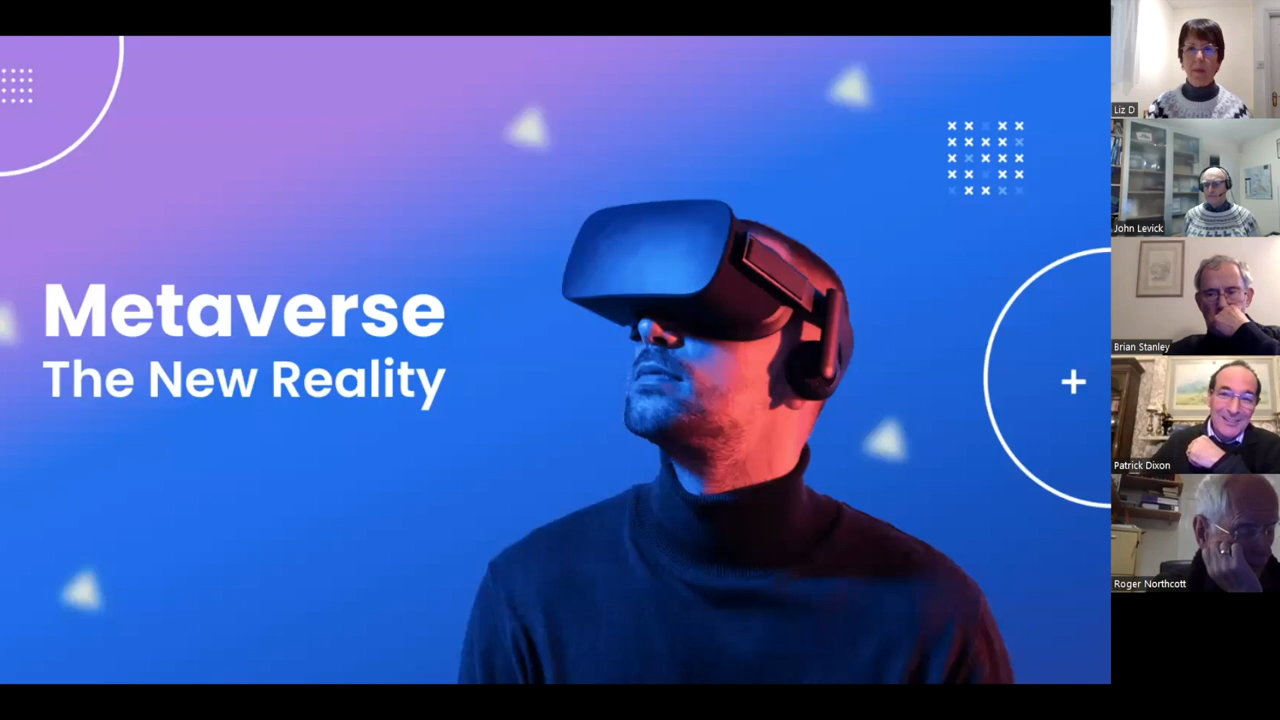 Metaverse
The New Reality
Liz D
John Levick
Brian Stanley
Patrick Dixon
Roger Northcott